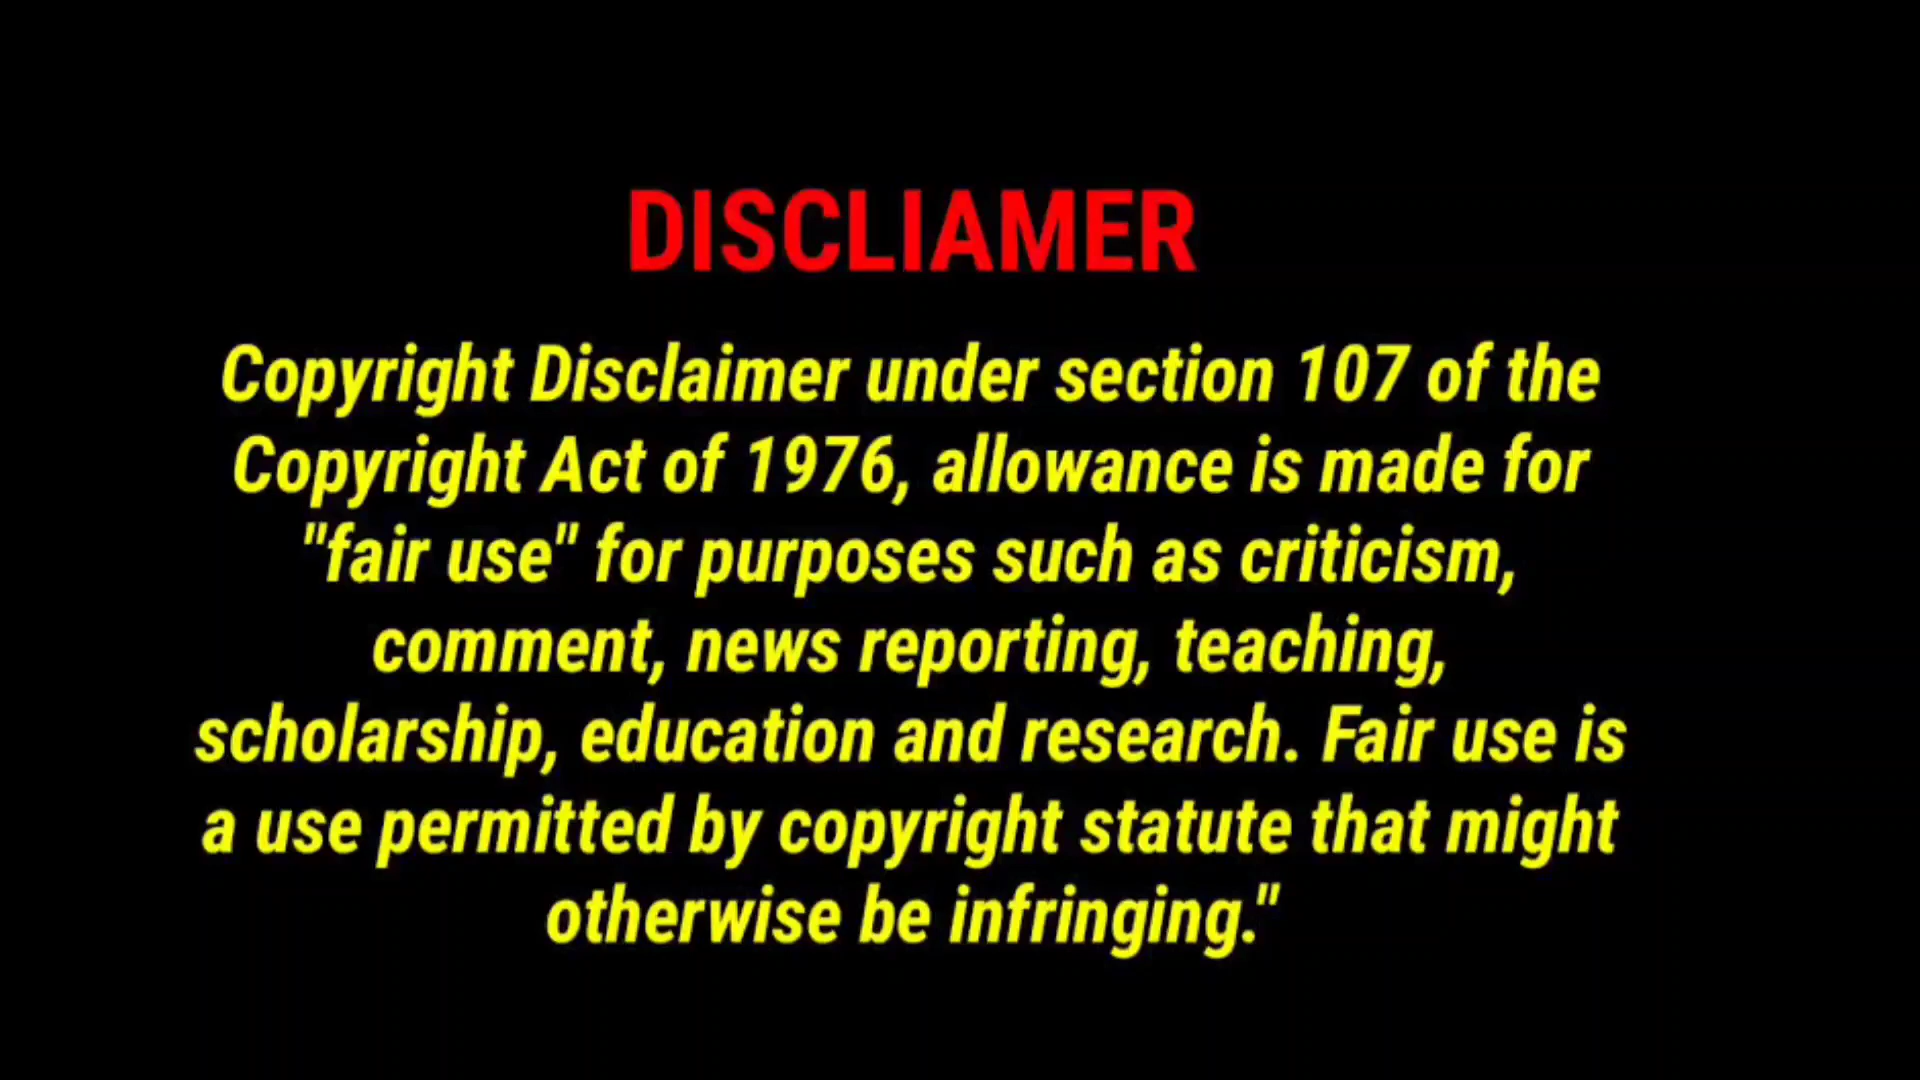 DISCLIAMER
Copyright Disclaimer under section 107 of the
Copyright Act of 1976, allowance is made for
"fair use" for purposes such as criticism,
comment, news reporting, teaching,
scholarship, education and research. Fair use is
a use permitted by copyright statute that might
otherwise be infringing."